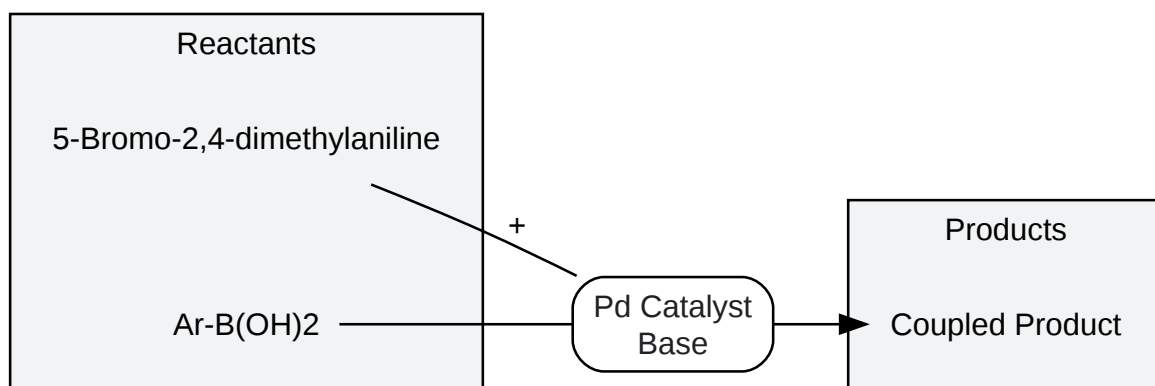 Reactants
5-Bromo-2,4-dimethylaniline
+
Products
Ar-B(OH)2
Pd Catalyst
Base
Coupled Product